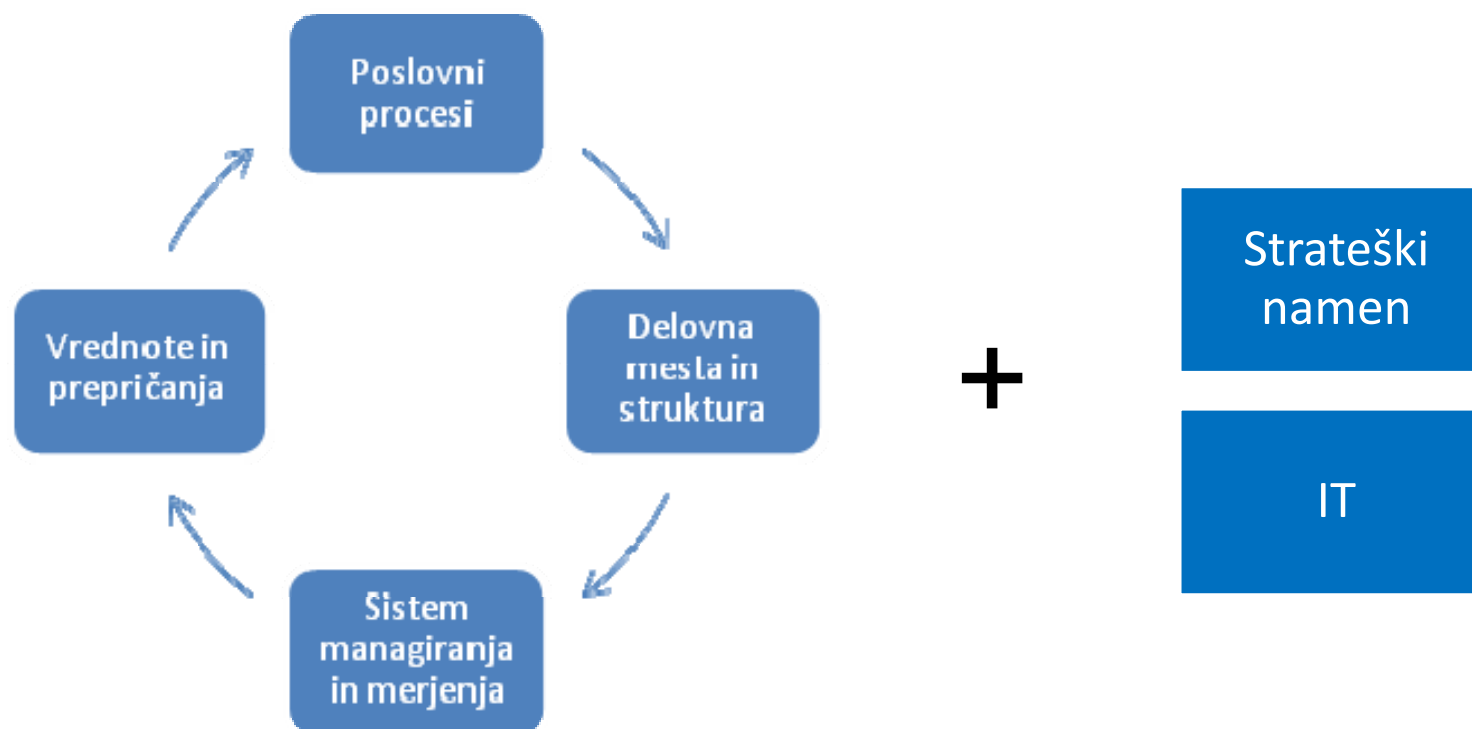 Poslovni
procesi
Delovna
mesta in
struktura
Sistem
managiranja
in merjenja
Vrednote in
prepričanja
+
Strateški
namen
IT